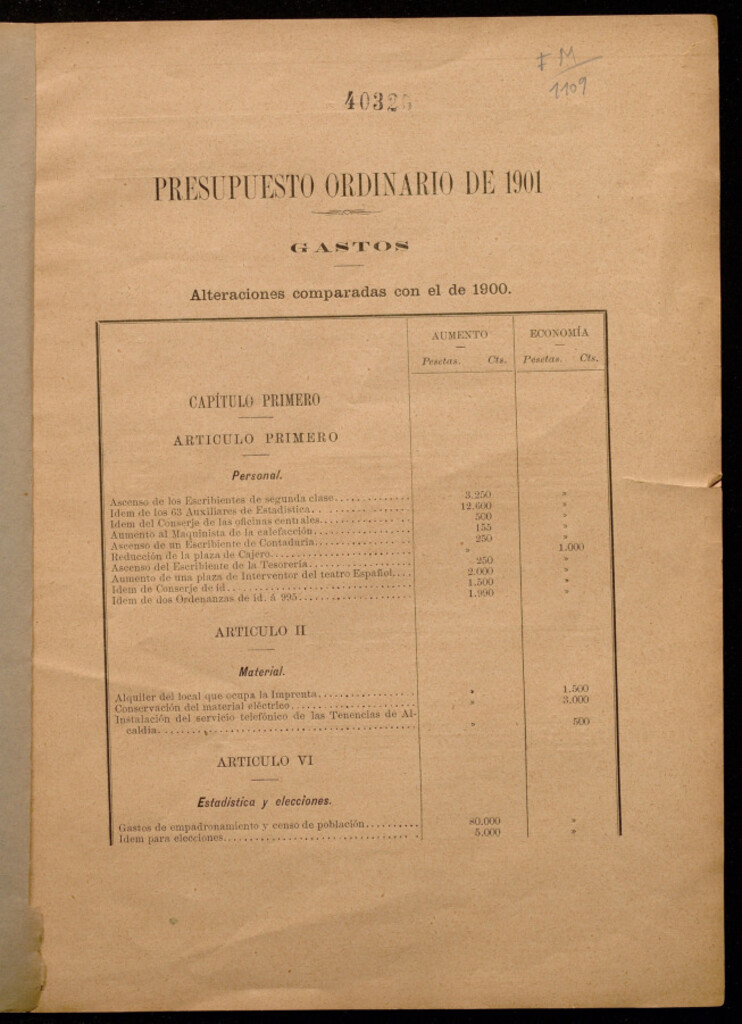 F M
1109
4032
PRESUPUESTO ORDINARIO DE 1901
GASTOS
Alteraciones comparadas con el de 1900.
AUMENTO ECONOMÍA
Pesetas. Cts. Pesetas. Cts.
CAPÍTULO PRIMERO
ARTICULO PRIMERO
Personal.
Ascenso de los Escribientes de segunda clase............. 3.250 »
Idem de los 63 Auxiliares de Estadística................ 12.600 »
Idem del Conserje de las oficinas centrales.............. 500 »
Aumento al Maquinista de la calefacción............... 155 »
Ascenso de un Escribiente de Contaduría............... 250 »
Reducción de la plaza de Cajero...................... » 1.000
Ascenso del Escribiente de la Tesorería................ 250 »
Aumento de una plaza de Interventor del teatro Español.... 2.000 »
Idem de Conserje de íd............................ 1.500 »
Idem de dos Ordenanzas de íd. á 995................. 1.990 »
ARTICULO II
Material.
Alquiler del local que ocupa la Imprenta............... » 1.500
Conservación del material eléctrico................... » 3.000
Instalación del servicio telefónico de las Tenencias de Al-
caldía.................................... » 500
ARTICULO VI
Estadística y elecciones.
Gastos de empadronamiento y censo de población......... 80.000 »
Idem para elecciones............................. 5.000 »